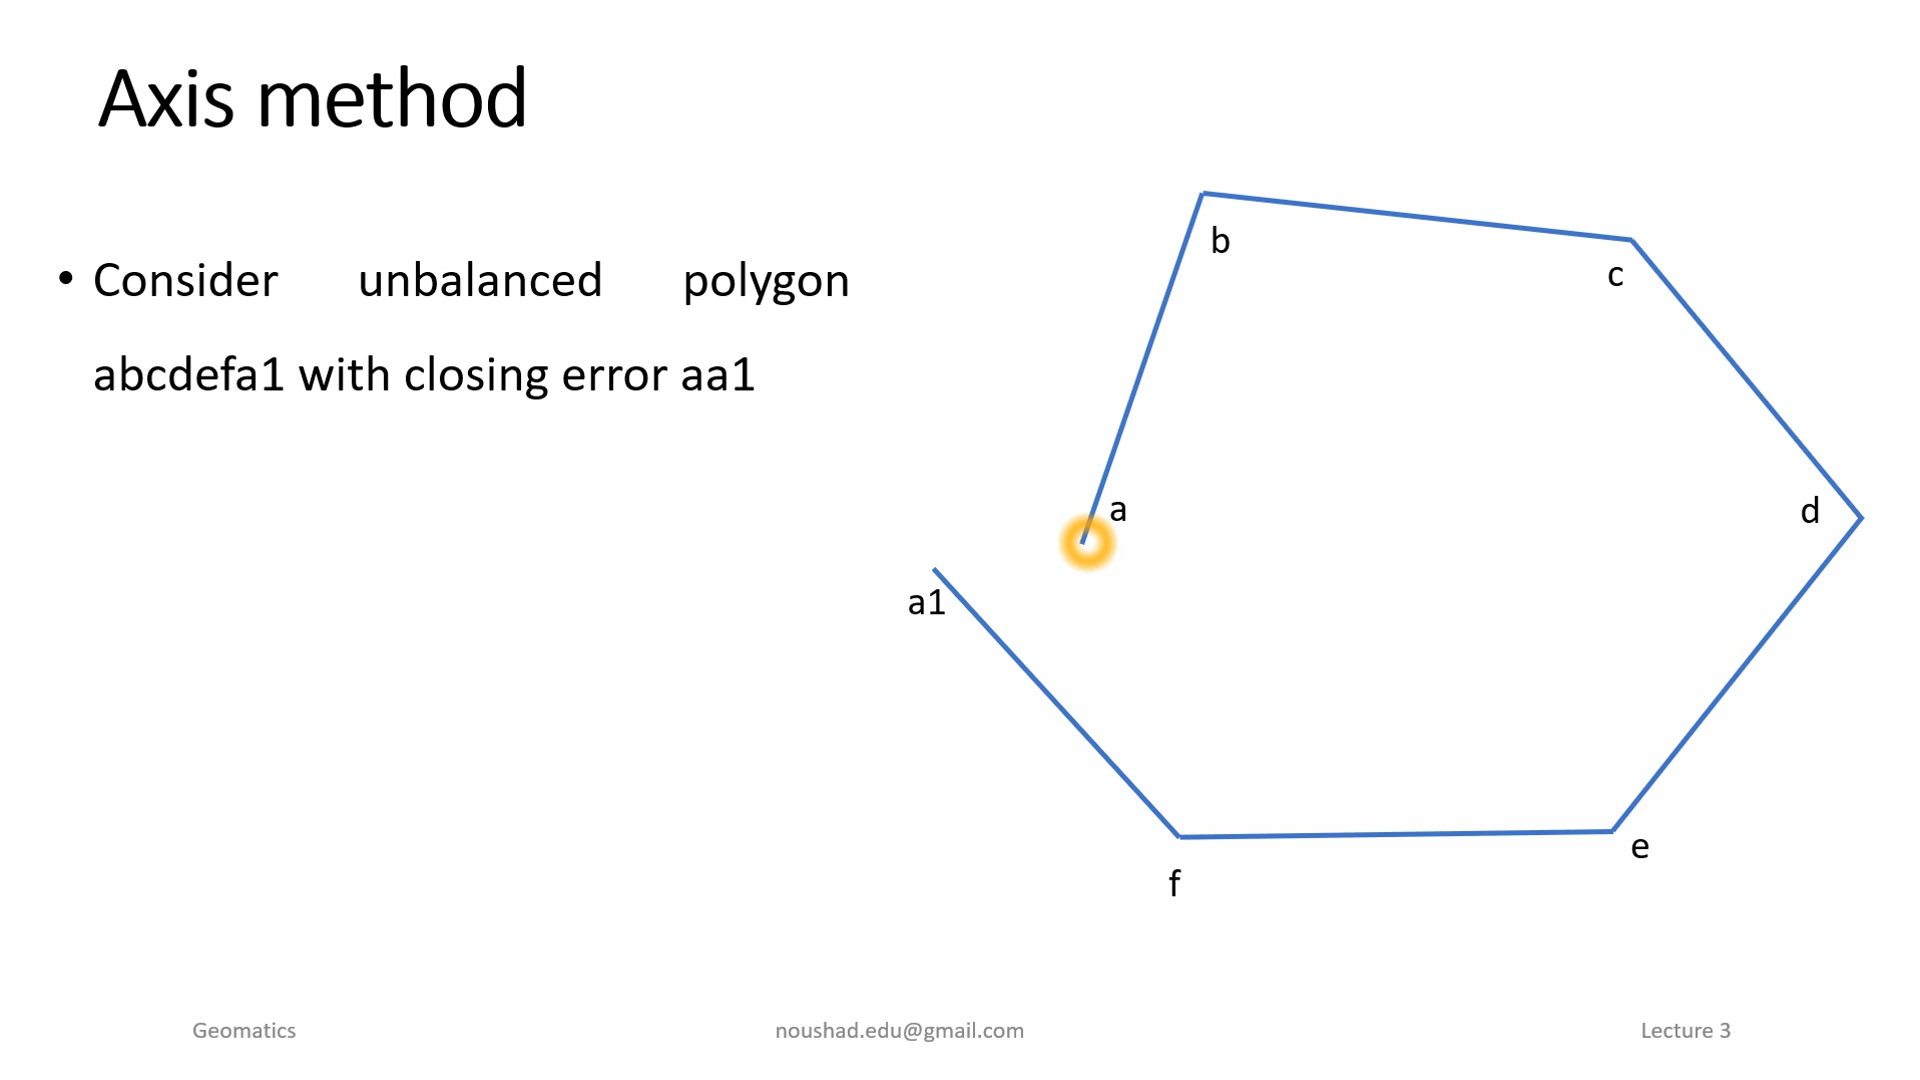 Axis method
• Consider unbalanced polygon
abcdefa1 with closing error aa1
b
c
a
d
a1
e
f
Geomatics
noushad.edu@gmail.com
Lecture 3